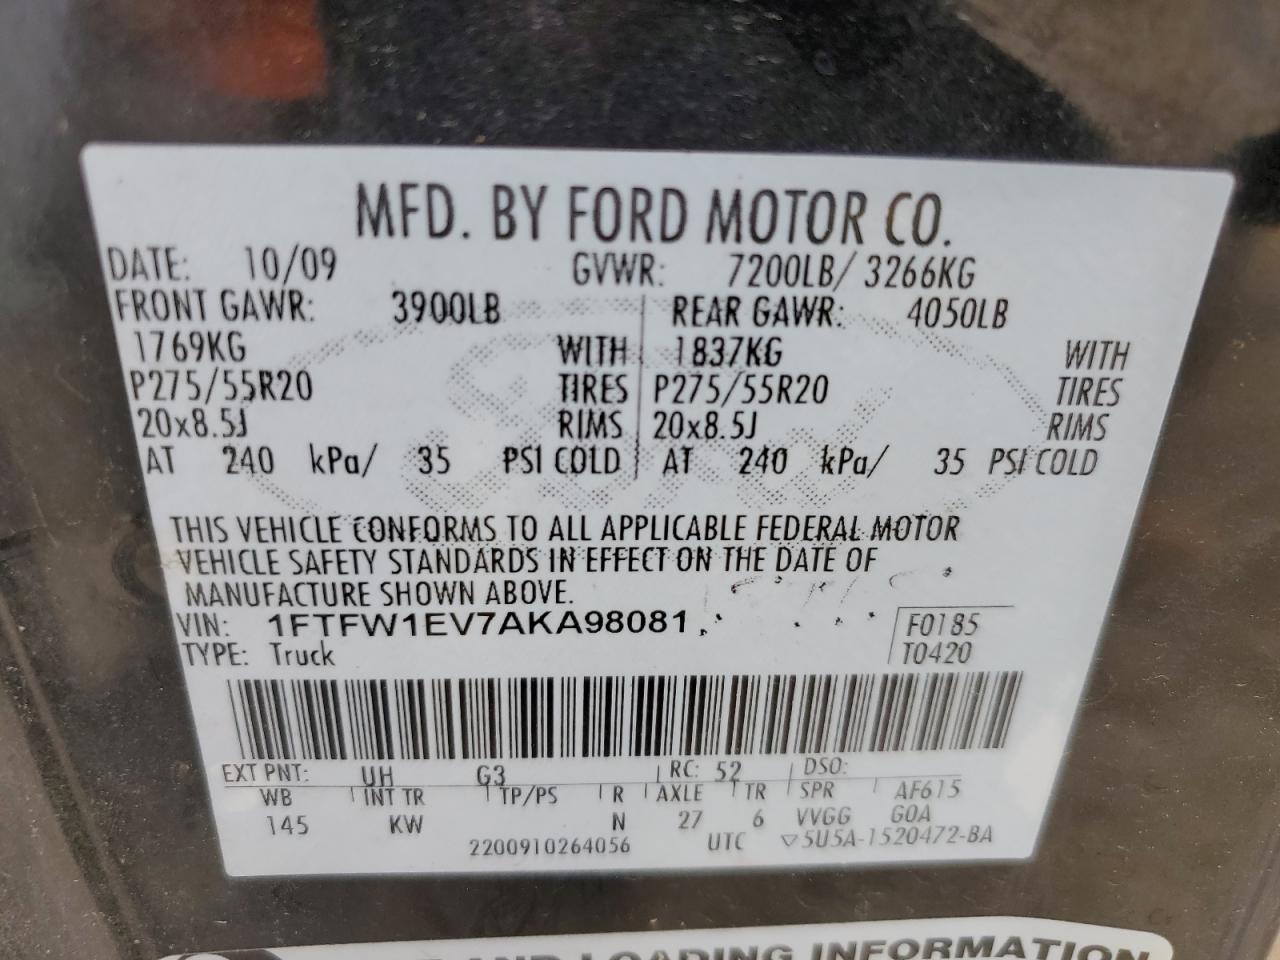 MFD. BY FORD MOTOR CO.
DATE: 10/09 GVWR: 7200LB/ 3266KG
FRONT GAWR: 3900LB REAR GAWR: 4050LB
1769KG WITH 1837KG WITH
P275/55R20 TIRES P275/55R20 TIRES
20x8.5J RIMS 20x8.5J RIMS
AT 240 kPa/ 35 PSI COLD AT 240 kPa/ 35 PSI COLD
THIS VEHICLE CONFORMS TO ALL APPLICABLE FEDERAL MOTOR
VEHICLE SAFETY STANDARDS IN EFFECT ON THE DATE OF
MANUFACTURE SHOWN ABOVE.
VIN: 1FTFW1EV7AKA98081 F0185
TYPE: Truck T0420
EXT PNT: UH G3 RC: 52 DSO:
WB INT TR TP/PS R AXLE TR SPR AF615
145 KW N 27 6 VVGG GOA
2200910264056 UTC ▽5U5A-1520472-BA
AND LOADING INFORMATION